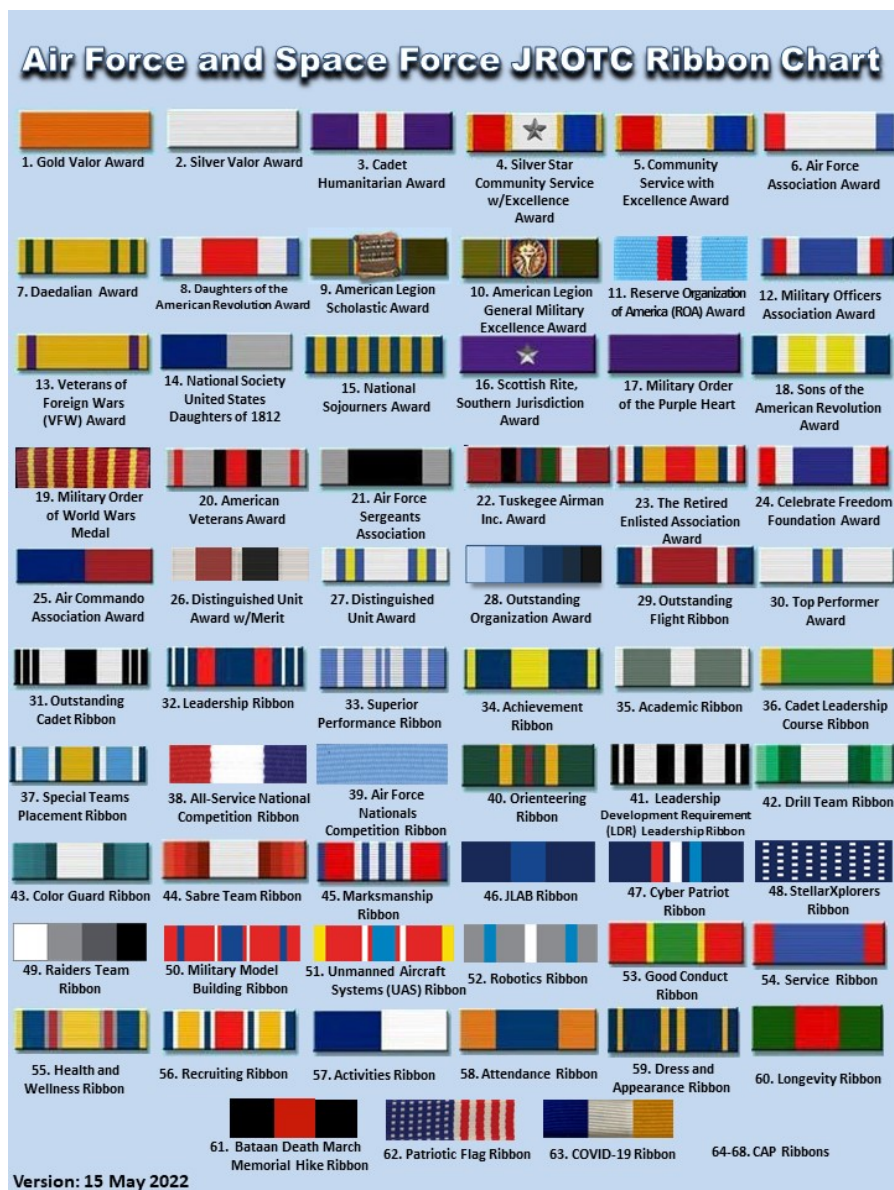 Air Force and Space Force JROTC Ribbon Chart
1. Gold Valor Award
2. Silver Valor Award
3. Cadet
Humanitarian Award
4. Silver Star
Community Service
w/Excellence
Award
5. Community
Service with
Excellence Award
6. Air Force
Association Award
7. Daedalian Award
8. Daughters of the
American Revolution Award
9. American Legion
Scholastic Award
10. American Legion
General Military
Excellence Award
11. Reserve Organization
of America (ROA) Award
12. Military Officers
Association Award
13. Veterans of
Foreign Wars
(VFW) Award
14. National Society
United States
Daughters of 1812
15. National
Sojourners Award
16. Scottish Rite,
Southern Jurisdiction
Award
17. Military Order
of the Purple Heart
18. Sons of the
American Revolution
Award
19. Military Order
of World Wars
Medal
20. American
Veterans Award
21. Air Force
Sergeants
Association
22. Tuskegee Airman
Inc. Award
23. The Retired
Enlisted Association
Award
24. Celebrate Freedom
Foundation Award
25. Air Commando
Association Award
26. Distinguished Unit
Award w/Merit
27. Distinguished
Unit Award
28. Outstanding
Organization Award
29. Outstanding
Flight Ribbon
30. Top Performer
Award
31. Outstanding
Cadet Ribbon
32. Leadership Ribbon
33. Superior
Performance Ribbon
34. Achievement
Ribbon
35. Academic Ribbon
36. Cadet Leadership
Course Ribbon
37. Special Teams
Placement Ribbon
38. All-Service National
Competition Ribbon
39. Air Force
Nationals
Competition Ribbon
40. Orienteering
Ribbon
41. Leadership
Development Requirement
(LDR) Leadership Ribbon
42. Drill Team Ribbon
43. Color Guard Ribbon
44. Sabre Team Ribbon
45. Marksmanship
Ribbon
46. JLAB Ribbon
47. Cyber Patriot
Ribbon
48. StellarXplorers
Ribbon
49. Raiders Team
Ribbon
50. Military Model
Building Ribbon
51. Unmanned Aircraft
Systems (UAS) Ribbon
52. Robotics Ribbon
53. Good Conduct
Ribbon
54. Service Ribbon
55. Health and
Wellness Ribbon
56. Recruiting Ribbon
57. Activities Ribbon
58. Attendance Ribbon
59. Dress and
Appearance Ribbon
60. Longevity Ribbon
61. Bataan Death March
Memorial Hike Ribbon
62. Patriotic Flag Ribbon
63. COVID-19 Ribbon
64-68. CAP Ribbons
Version: 15 May 2022